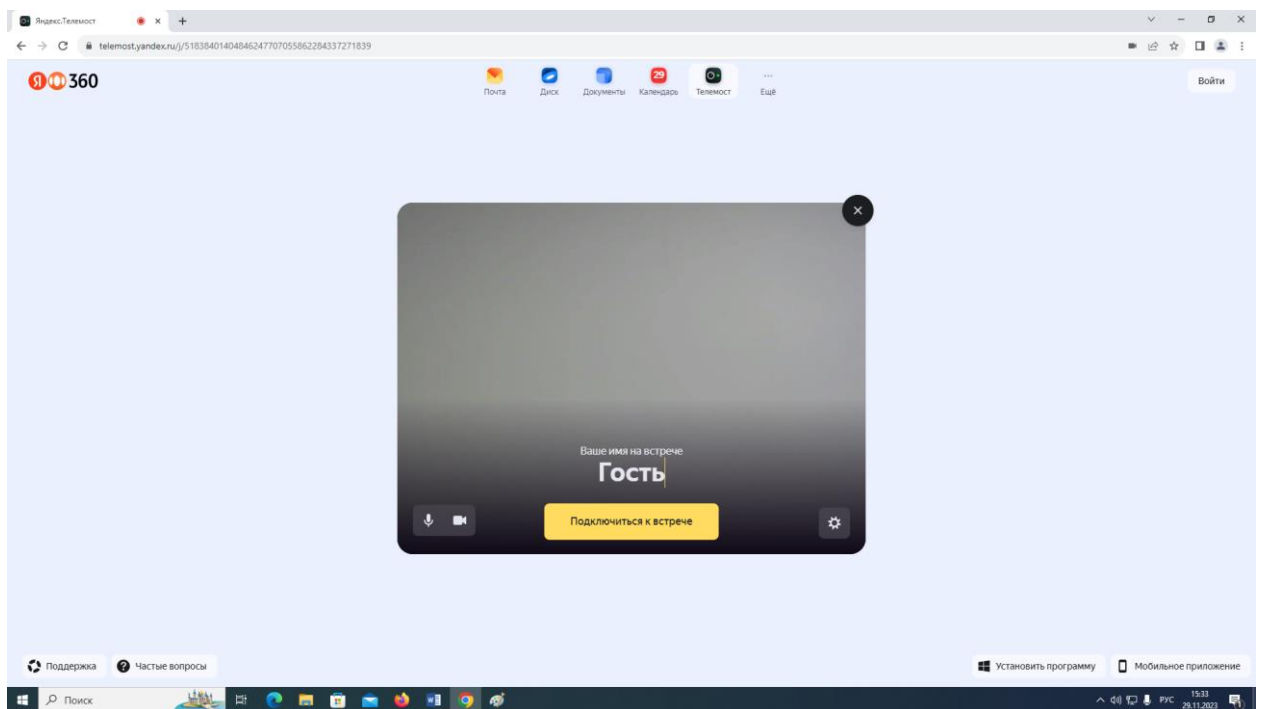 Яндекс.Телемост
telemost.yandex.ru/j/51838401404846247707055862284337271839
Я 360
29
Почта Диск Документы Календарь Телемост Ещё
Войти
Ваше имя на встрече
Гость
Подключиться к встрече
Поддержка Частые вопросы Установить программу Мобильное приложение
Поиск РУС 15:33
29.11.2023